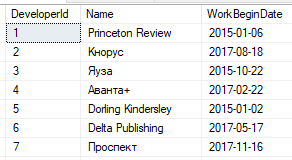 DeveloperId Name WorkBeginDate
1 Princeton Review 2015-01-06
2 Кнорус 2017-08-18
3 Яуза 2015-10-22
4 Аванта+ 2017-02-22
5 Dorling Kindersley 2015-01-02
6 Delta Publishing 2017-05-17
7 Проспект 2017-11-16